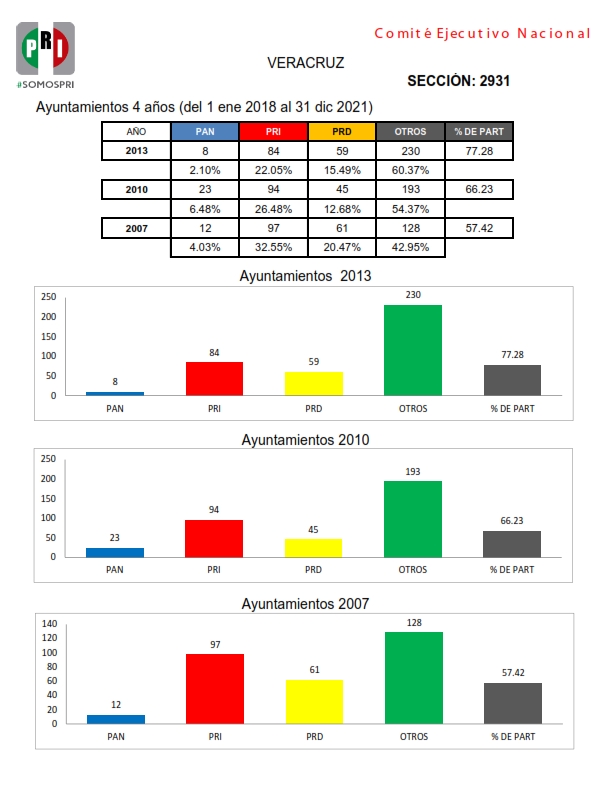 Comité Ejecutivo Nacional
PRI
#SOMOSPRI
VERACRUZ
SECCIÓN: 2931
Ayuntamientos 4 años (del 1 ene 2018 al 31 dic 2021)
AÑO PAN PRI PRD OTROS % DE PART
2013 8 84 59 230 77.28
2.10% 22.05% 15.49% 60.37%
2010 23 94 45 193 66.23
6.48% 26.48% 12.68% 54.37%
2007 12 97 61 128 57.42
4.03% 32.55% 20.47% 42.95%
Ayuntamientos 2013
250
200
150
100
50
0
8 84 59 230 77.28
PAN PRI PRD OTROS % DE PART
Ayuntamientos 2010
250
200
150
100
50
0
23 94 45 193 66.23
PAN PRI PRD OTROS % DE PART
Ayuntamientos 2007
140
120
100
80
60
40
20
0
12 97 61 128 57.42
PAN PRI PRD OTROS % DE PART